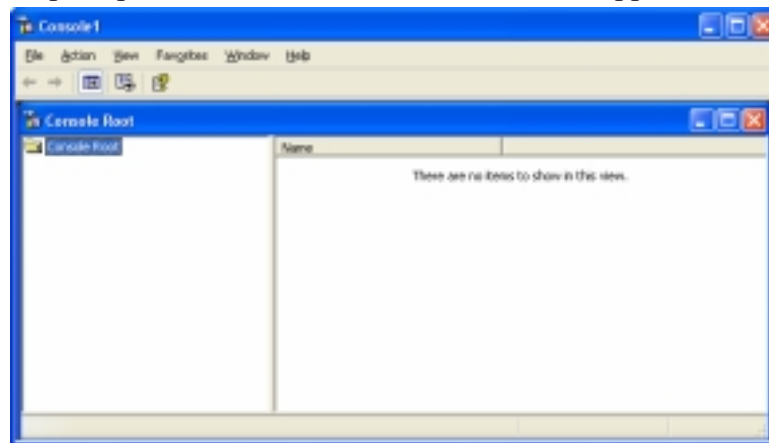 Console1
File Action View Favorites Window Help
Console Root
Console Root
Name
There are no items to show in this view.